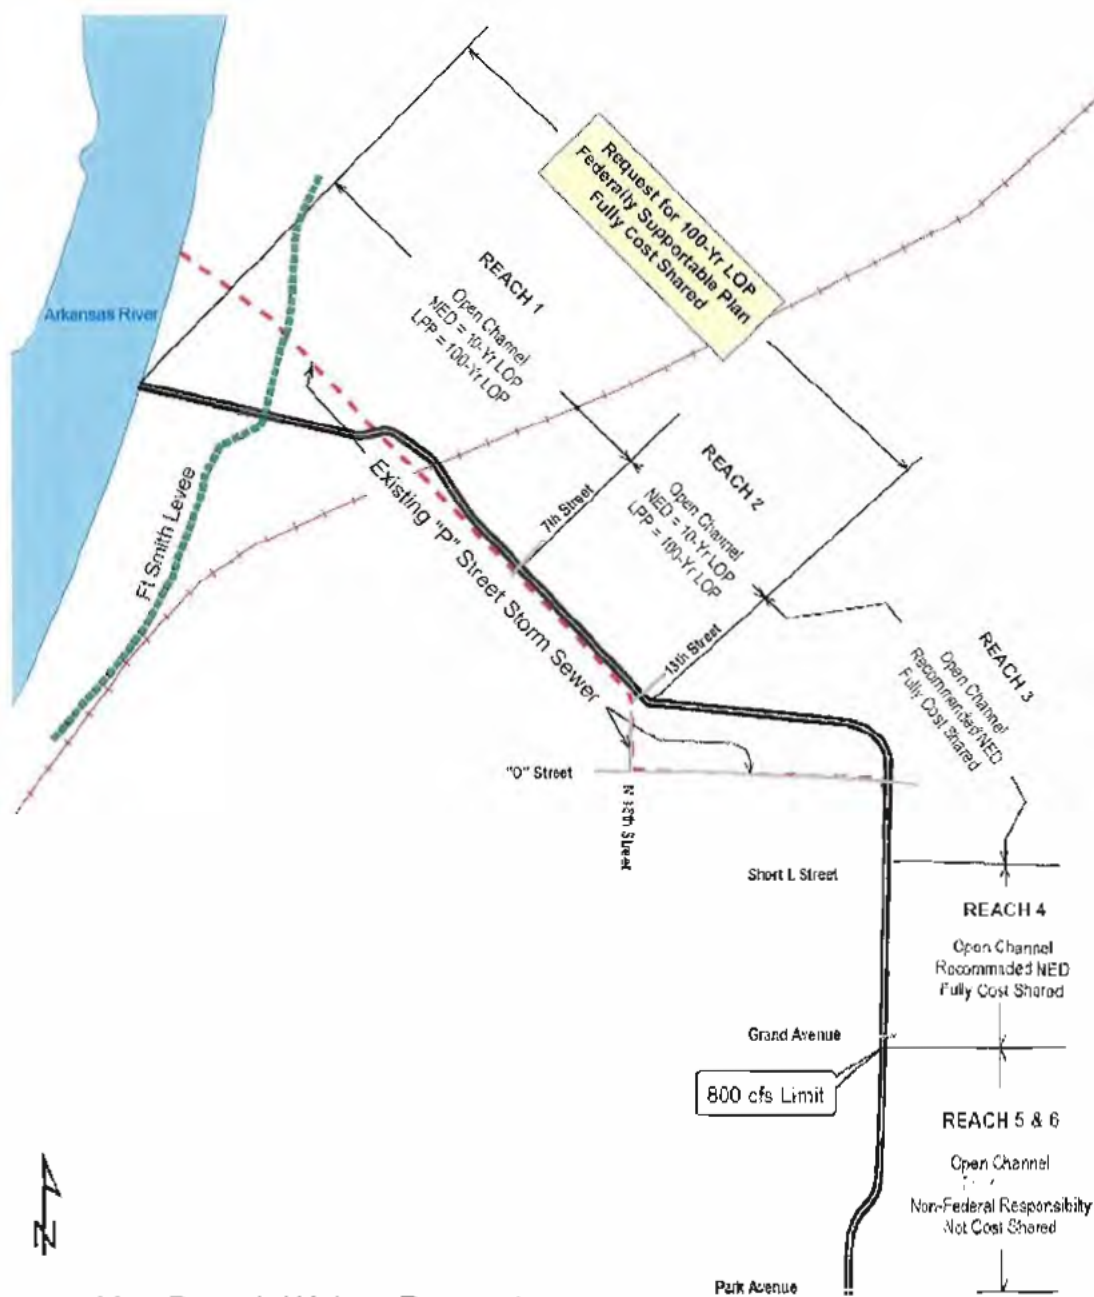 Request for 100-Yr LOP
Federally Supportable Plan
Fully Cost Shared
REACH 1
Open Channel
NED = 10-Yr LOP
LPP = 100-Yr LOP
Arkansas River
REACH 2
Open Channel
NED = 10-Yr LOP
LPP = 100-Yr LOP
7th Street
Ft Smith Levee
Existing "P" Street Storm Sewer
13th Street
REACH 3
Open Channel
Recommended NED
Fully Cost Shared
"O" Street
Short L Street
REACH 4
Open Channel
Recommended NED
Fully Cost Shared
Grand Avenue
800 cfs Limit
REACH 5 & 6
Open Channel
Non-Federal Responsibilty
Not Cost Shared
N
Park Avenue